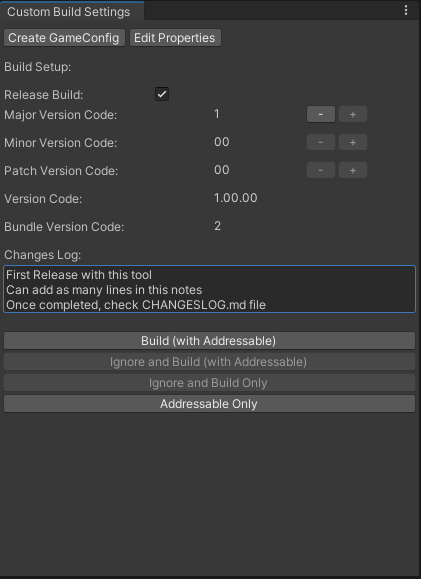 Custom Build Settings
Create GameConfig Edit Properties
Build Setup:
Release Build:
Major Version Code: 1 - +
Minor Version Code: 00 - +
Patch Version Code: 00 - +
Version Code: 1.00.00
Bundle Version Code: 2
Changes Log:
First Release with this tool
Can add as many lines in this notes
Once completed, check CHANGESLOG.md file
Build (with Addressable)
Ignore and Build (with Addressable)
Ignore and Build Only
Addressable Only